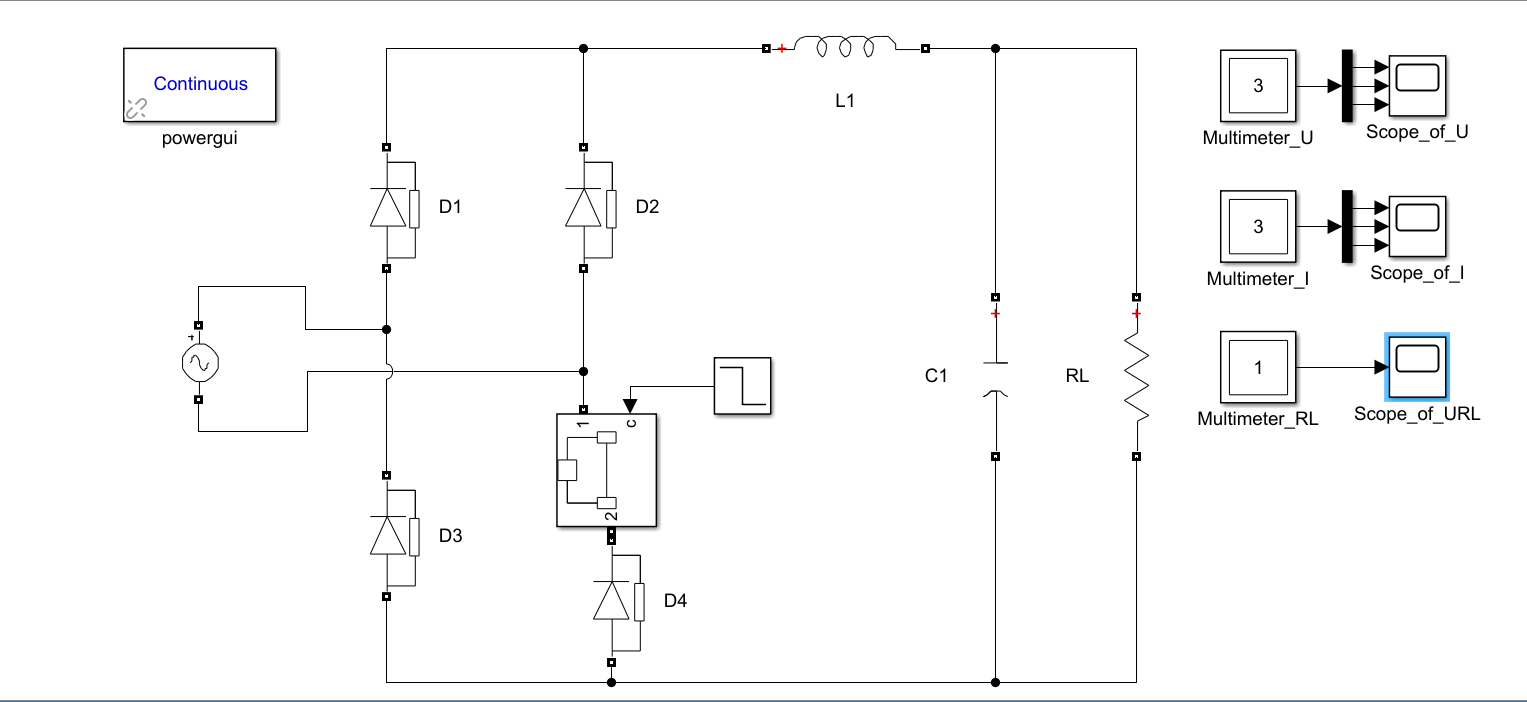 Continuous
powergui
L1
3
Multimeter_U
Scope_of_U
D1
D2
3
Multimeter_I
Scope_of_I
+
C1
RL
1
c
2
1
Multimeter_RL
Scope_of_URL
D3
D4